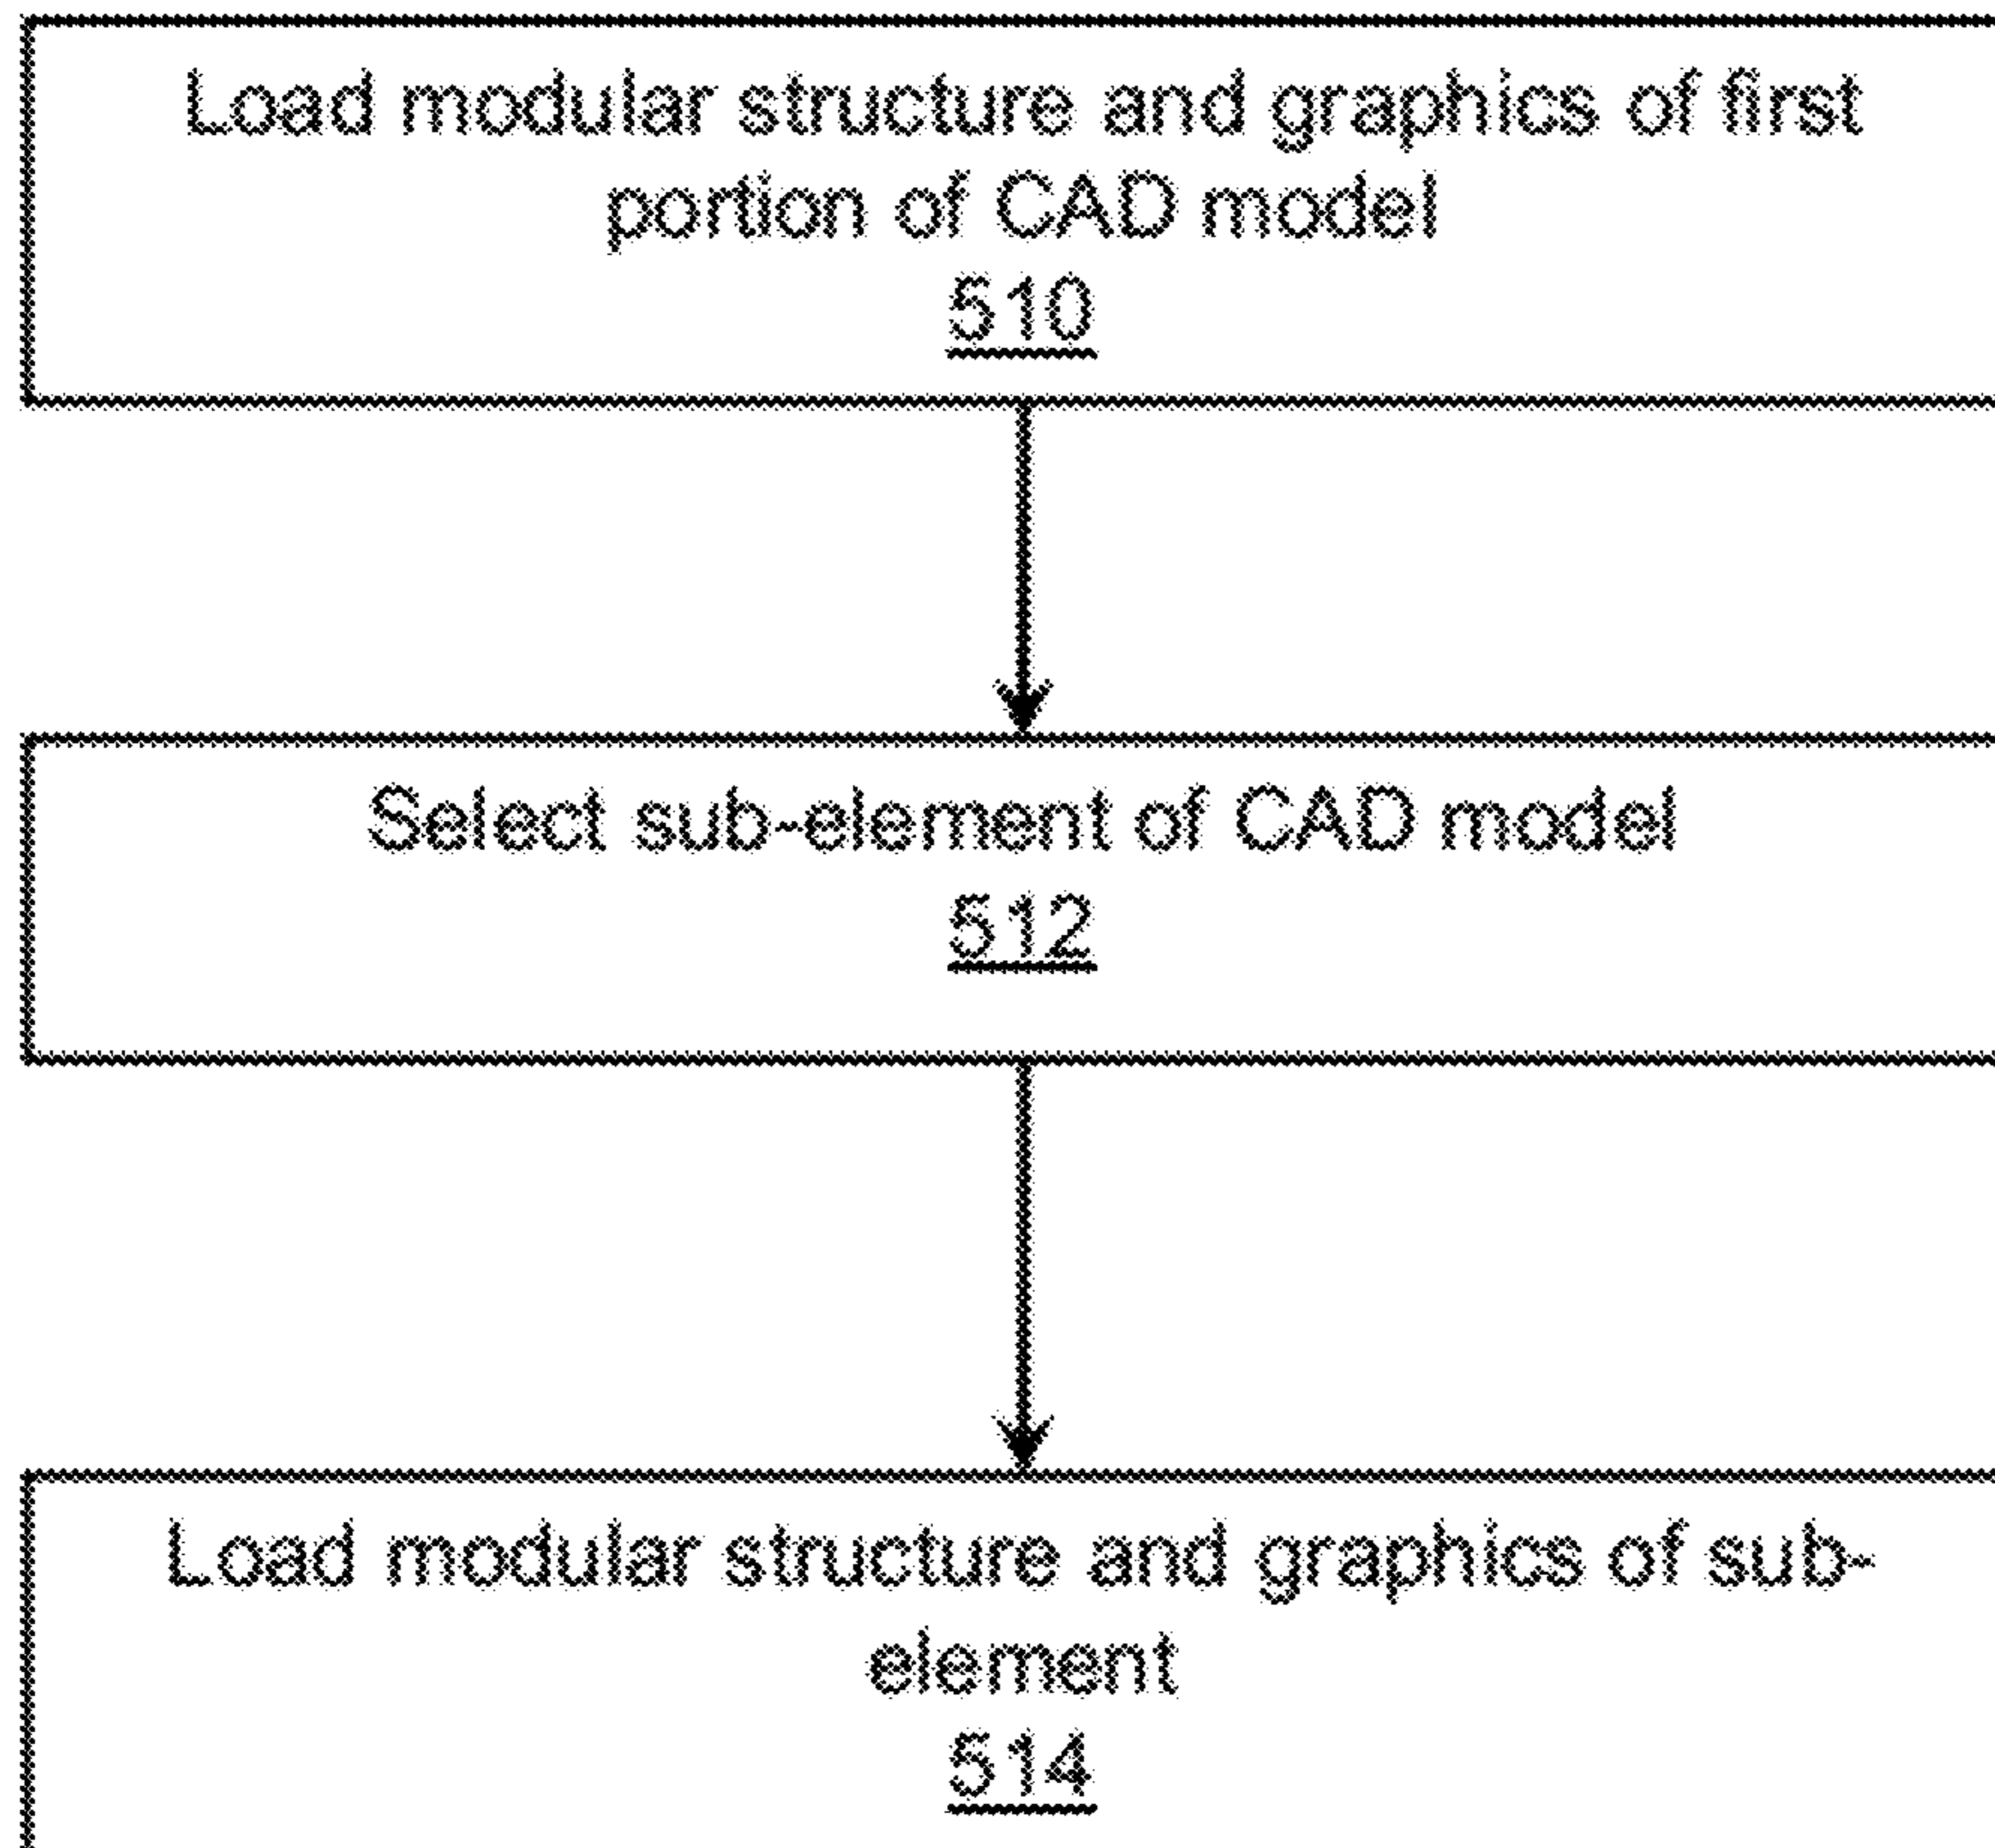 Load modular structure and graphics of first
portion of CAD model
510
Select sub-element of CAD model
512
Load modular structure and graphics of sub-
element
514